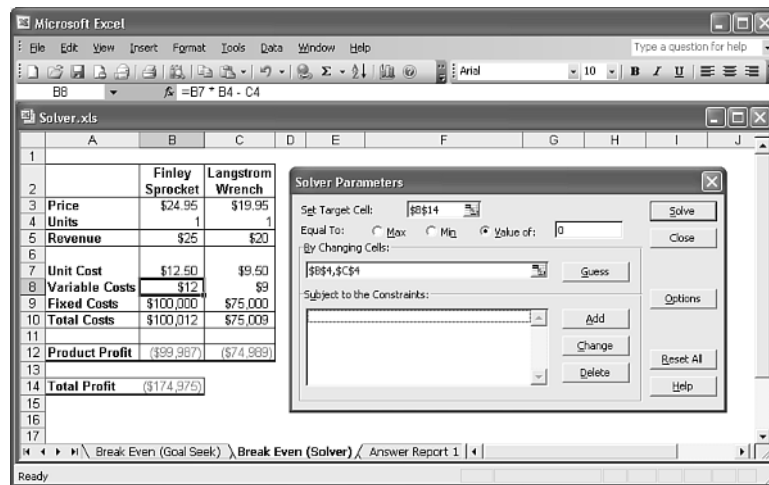 Microsoft Excel
File Edit View Insert Format Tools Data Window Help Type a question for help
Arial 10 B I U
B8 fx =B7 * B4 - C4
Solver.xls
A B C D E F G H I J
1
2 Finley Sprocket Langstrom Wrench
3 Price $24.95 $19.95
4 Units 1 1
5 Revenue $25 $20
6
7 Unit Cost $12.50 $9.50
8 Variable Costs $12 $9
9 Fixed Costs $100,000 $75,000
10 Total Costs $100,012 $75,009
11
12 Product Profit ($99,987) ($74,989)
13
14 Total Profit ($174,975)
15
16
17
Solver Parameters
Set Target Cell: $B$14 Solve
Equal To: Max Min Value of: 0 Close
By Changing Cells:
$B$4,$C$4 Guess
Subject to the Constraints: Options
Add
Change
Reset All
Delete
Help
Break Even (Goal Seek) Break Even (Solver) Answer Report 1
Ready